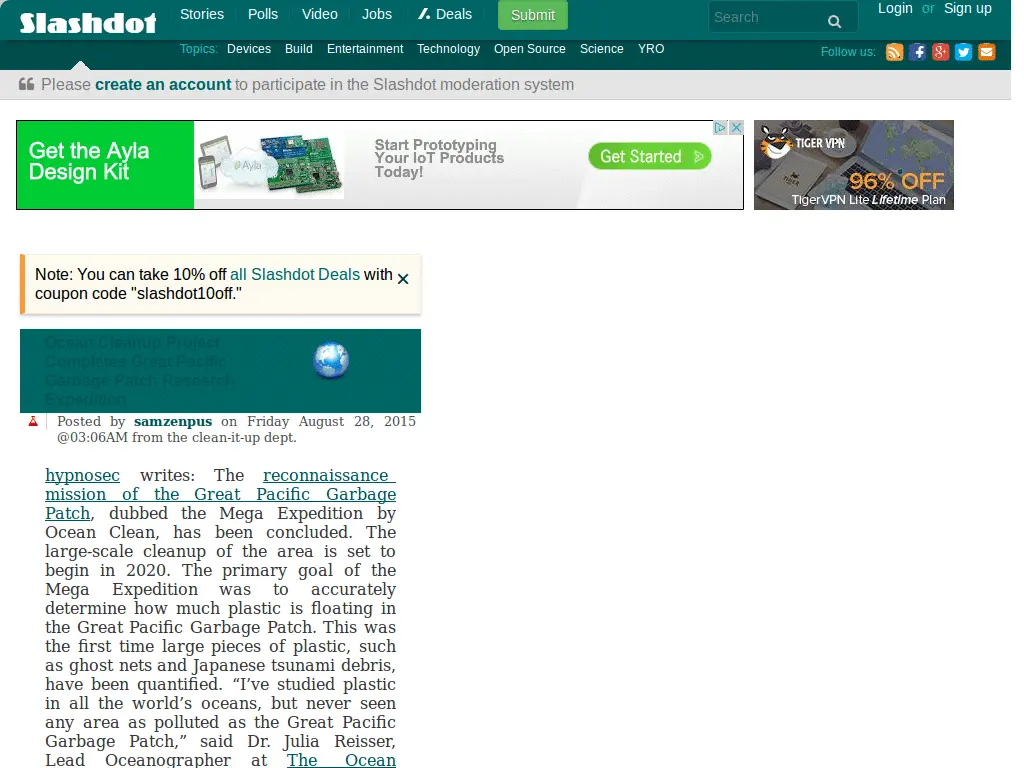 Slashdot Stories Polls Video Jobs Deals Submit Search Login or Sign up
Topics: Devices Build Entertainment Technology Open Source Science YRO Follow us:
Please create an account to participate in the Slashdot moderation system
Get the Ayla
Design Kit
Ayla
Start Prototyping
Your IoT Products
Today!
Get Started
TIGER VPN
TIGER
96% OFF
TigerVPN Lite Lifetime Plan
Note: You can take 10% off all Slashdot Deals with
coupon code "slashdot10off."
Ocean Cleanup Project
Completes Great Pacific
Garbage Patch Research
Expedition
Posted by samzenpus on Friday August 28, 2015
@03:06AM from the clean-it-up dept.
hypnosec writes: The reconnaissance
mission of the Great Pacific Garbage
Patch, dubbed the Mega Expedition by
Ocean Clean, has been concluded. The
large-scale cleanup of the area is set to
begin in 2020. The primary goal of the
Mega Expedition was to accurately
determine how much plastic is floating in
the Great Pacific Garbage Patch. This was
the first time large pieces of plastic, such
as ghost nets and Japanese tsunami debris,
have been quantified. “I’ve studied plastic
in all the world’s oceans, but never seen
any area as polluted as the Great Pacific
Garbage Patch,” said Dr. Julia Reisser,
Lead Oceanographer at The Ocean